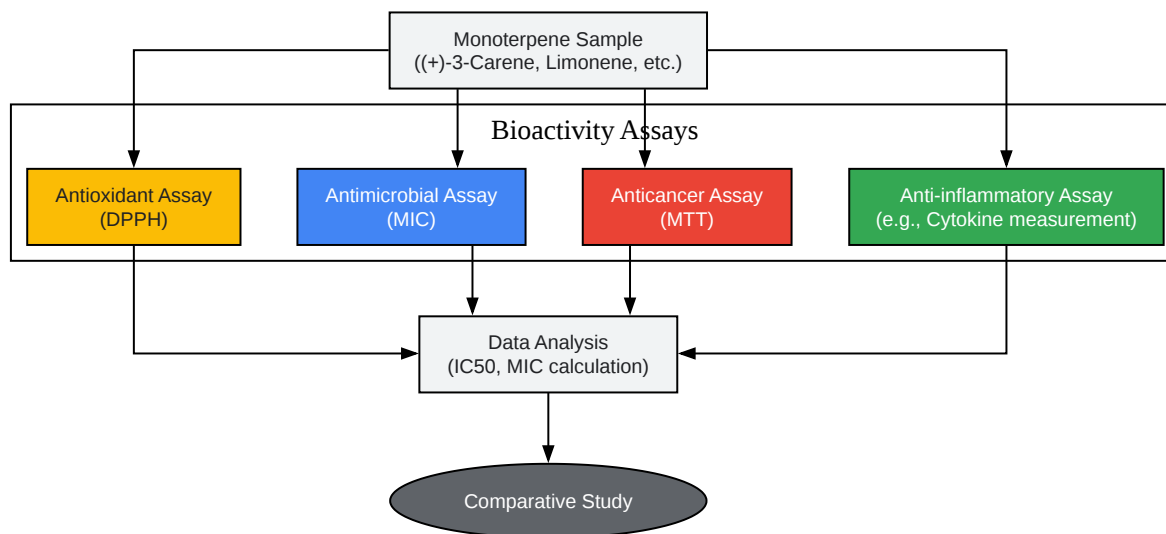 Monoterpene Sample
((+)-3-Carene, Limonene, etc.)
Bioactivity Assays
Antioxidant Assay
(DPPH)
Antimicrobial Assay
(MIC)
Anticancer Assay
(MTT)
Anti-inflammatory Assay
(e.g., Cytokine measurement)
Data Analysis
(IC50, MIC calculation)
Comparative Study